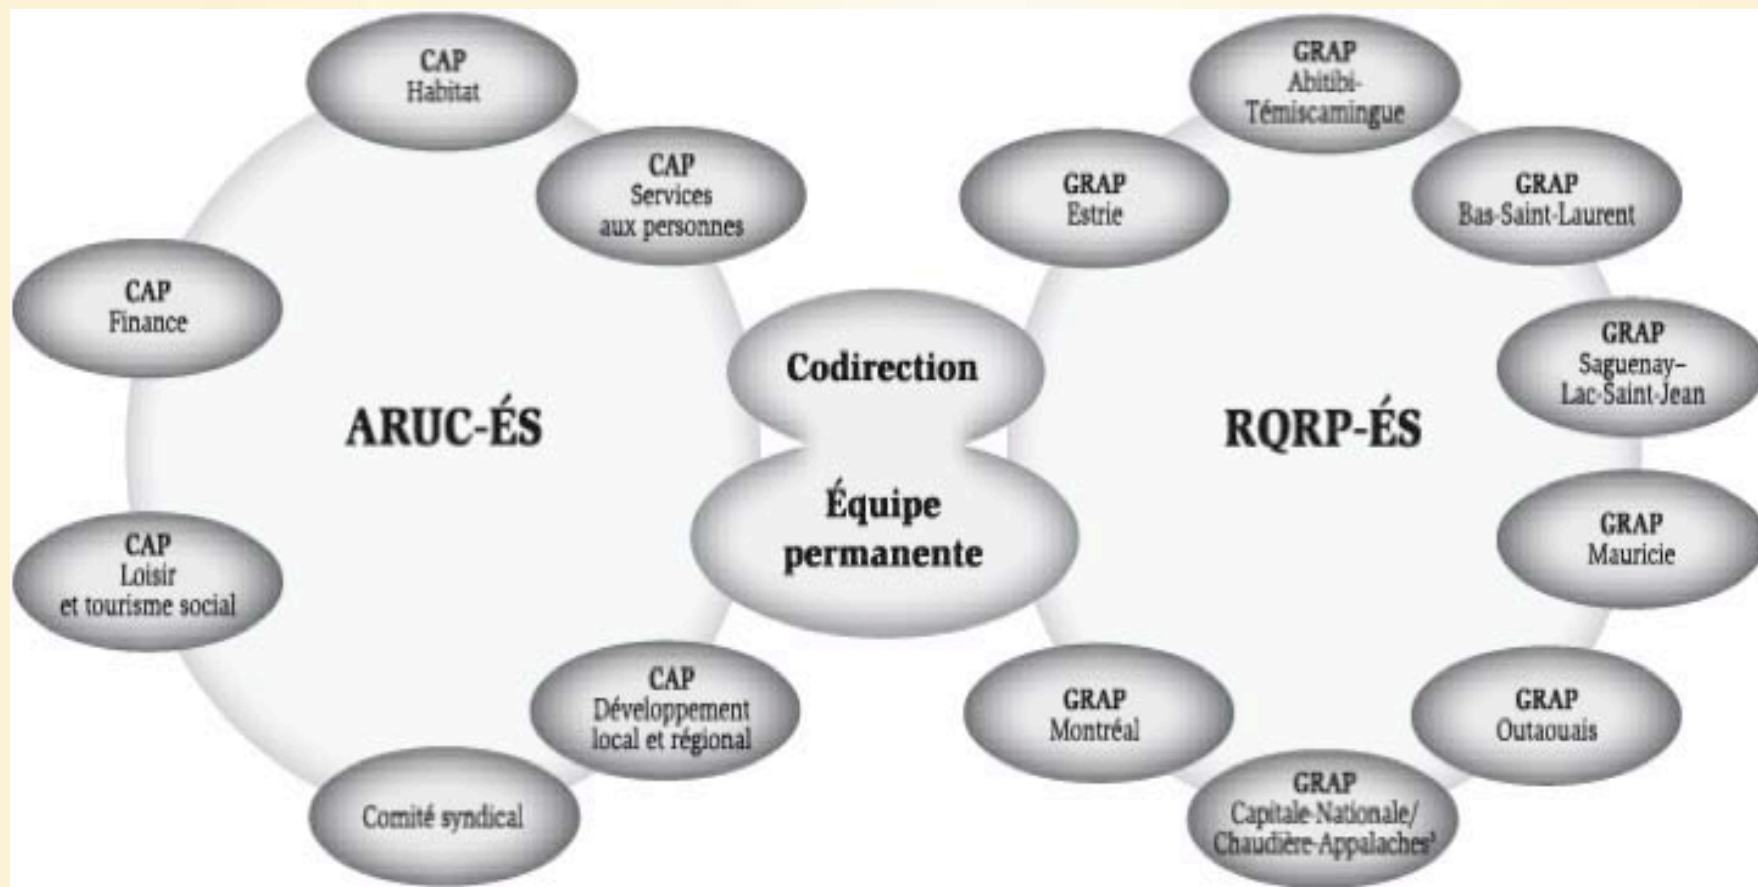 CAP
Habitat
CAP
Services
aux personnes
CAP
Finance
ARUC-ÉS
CAP
Loisir
et tourisme social
CAP
Développement
local et régional
Comité syndical
Codirection
Équipe
permanente
GRAP
Abitibi-
Témiscamingue
GRAP
Estrie
GRAP
Bas-Saint-Laurent
GRAP
Saguenay–
Lac-Saint-Jean
RQRP-ÉS
GRAP
Mauricie
GRAP
Montréal
GRAP
Outaouais
GRAP
Capitale-Nationale/
Chaudière-Appalaches³